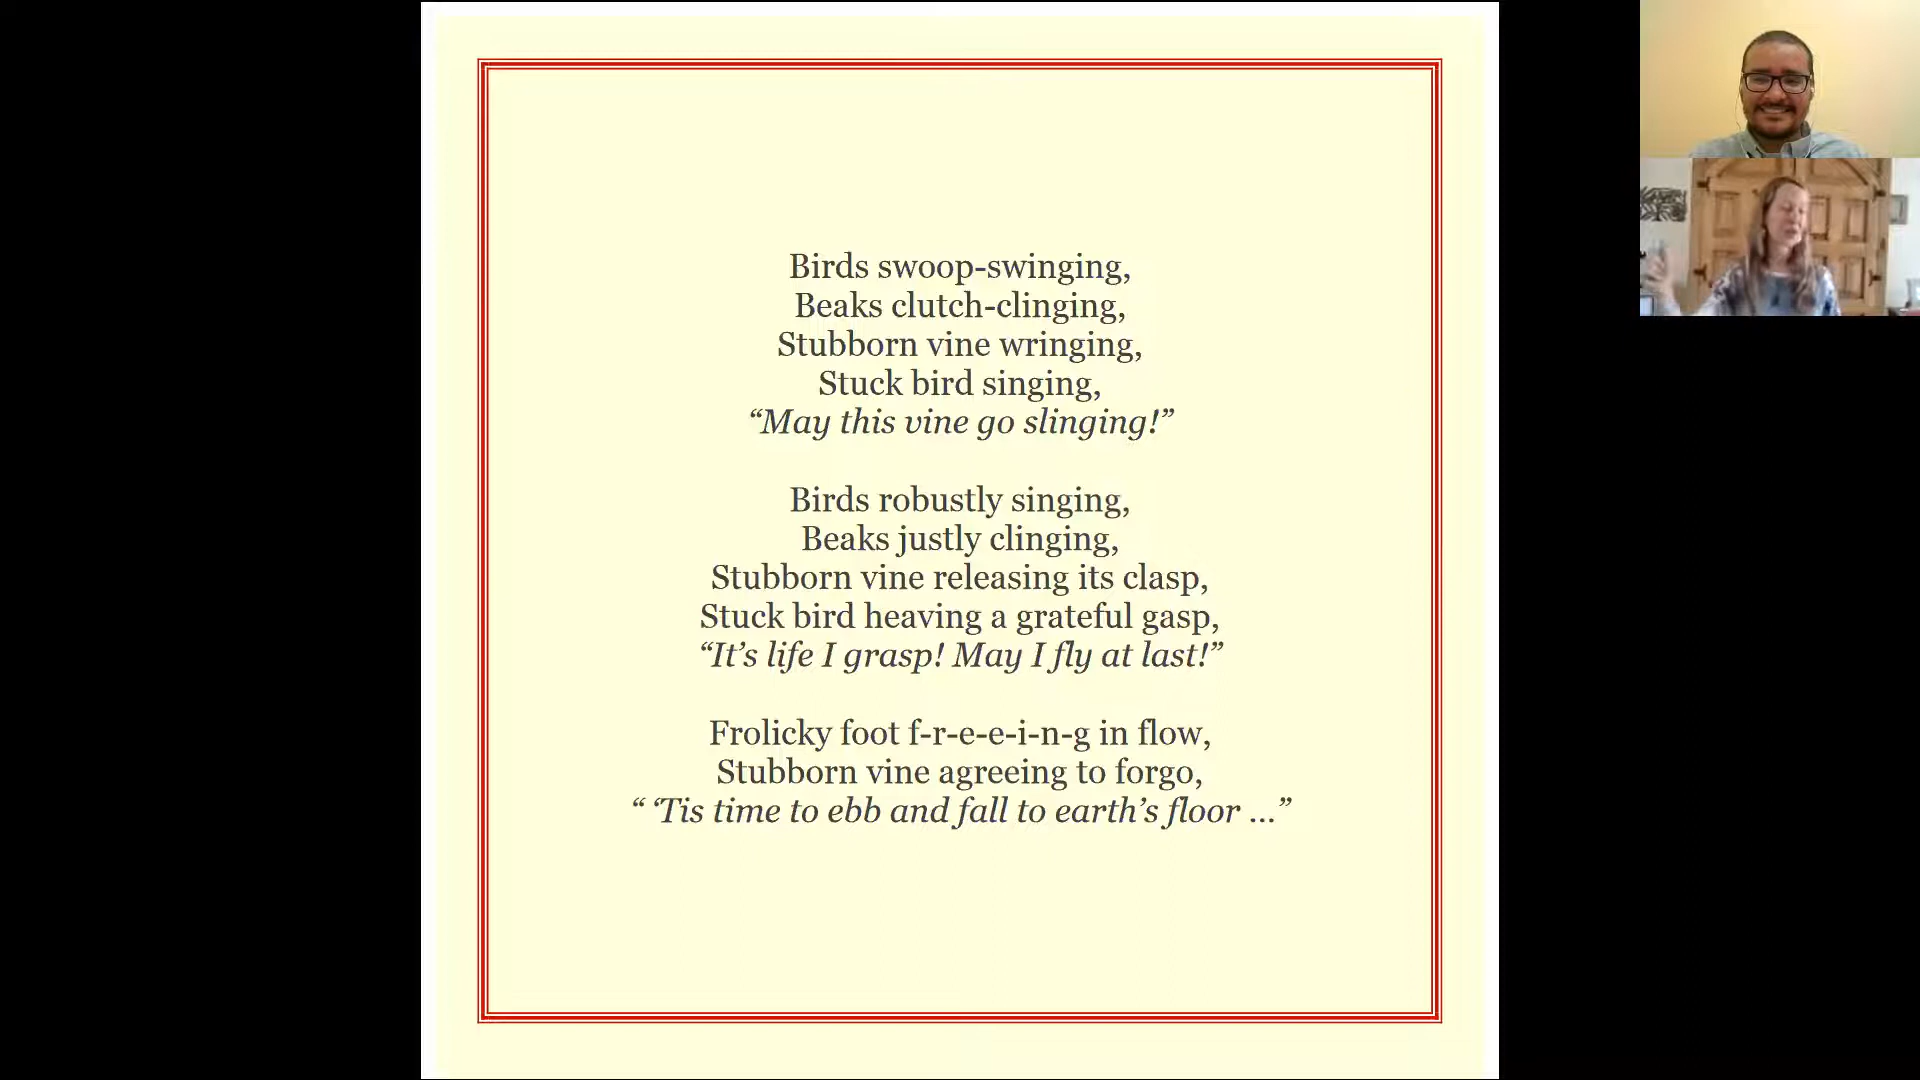 Birds swoop-swinging,
Beaks clutch-clinging,
Stubborn vine wringing,
Stuck bird singing,
“May this vine go slinging!”
Birds robustly singing,
Beaks justly clinging,
Stubborn vine releasing its clasp,
Stuck bird heaving a grateful gasp,
“It’s life I grasp! May I fly at last!”
Frolicky foot f-r-e-e-i-n-g in flow,
Stubborn vine agreeing to forgo,
“ ‘Tis time to ebb and fall to earth’s floor ...”